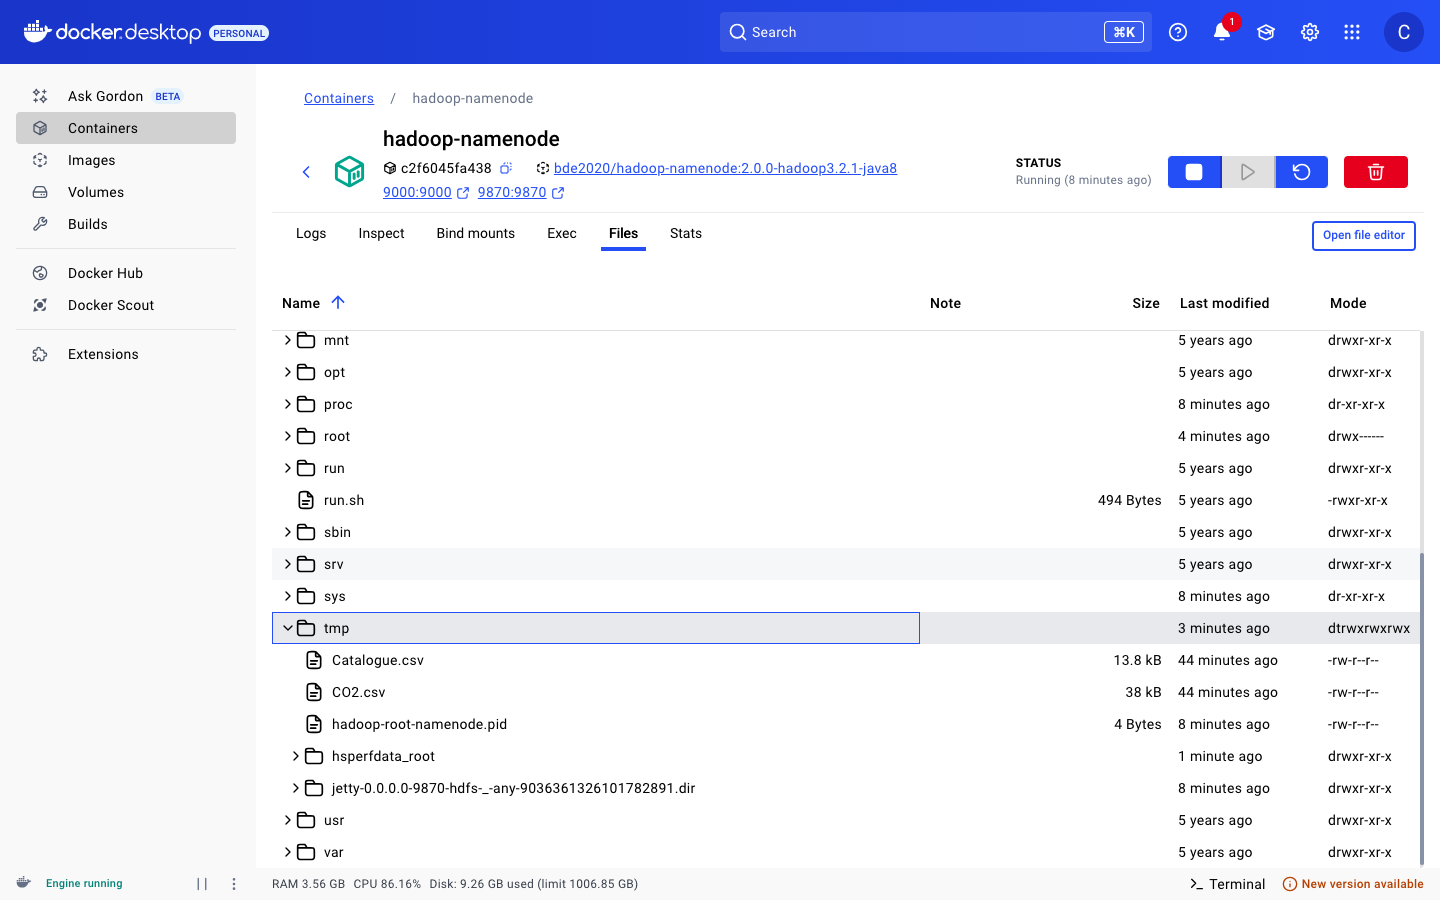 docker.desktop PERSONAL
Search
⌘K
1
C
Ask Gordon BETA
Containers
Images
Volumes
Builds
Docker Hub
Docker Scout
Extensions
Containers / hadoop-namenode
hadoop-namenode
c2f6045fa438 bde2020/hadoop-namenode:2.0.0-hadoop3.2.1-java8
9000:9000 9870:9870
STATUS
Running (8 minutes ago)
Logs Inspect Bind mounts Exec Files Stats
Open file editor
Name Note Size Last modified Mode
mnt 5 years ago drwxr-xr-x
opt 5 years ago drwxr-xr-x
proc 8 minutes ago dr-xr-xr-x
root 4 minutes ago drwx------
run 5 years ago drwxr-xr-x
run.sh 494 Bytes 5 years ago -rwxr-xr-x
sbin 5 years ago drwxr-xr-x
srv 5 years ago drwxr-xr-x
sys 8 minutes ago dr-xr-xr-x
tmp 3 minutes ago dtrwxrwxrwx
Catalogue.csv 13.8 kB 44 minutes ago -rw-r--r--
CO2.csv 38 kB 44 minutes ago -rw-r--r--
hadoop-root-namenode.pid 4 Bytes 8 minutes ago -rw-r--r--
hsperfdata_root 1 minute ago drwxr-xr-x
jetty-0.0.0.0-9870-hdfs-_-any-9036361326101782891.dir 8 minutes ago drwxr-xr-x
usr 5 years ago drwxr-xr-x
var 5 years ago drwxr-xr-x
Engine running
RAM 3.56 GB CPU 86.16% Disk: 9.26 GB used (limit 1006.85 GB)
Terminal
New version available